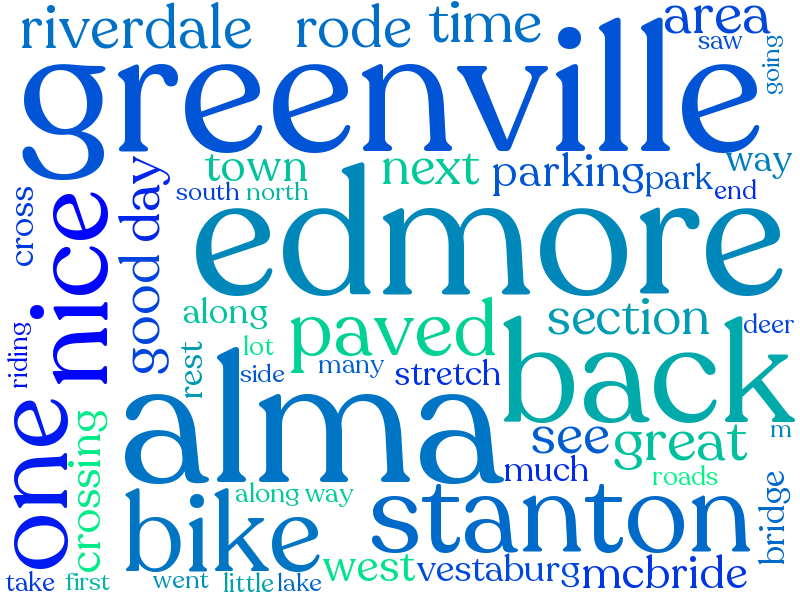 riverdale
rode
time
area
saw
going
greenville
town
next
parking
park
way
end
south
north
cross
nice
good day
edmore
along
paved
section
deer
lot
rest
side
many
stretch
back
riding
one
crossing
alma
see
great
m
much
roads
bike
along way
stanton
bridge
take
first
went
little
lake
west
vestaburg
mcbride